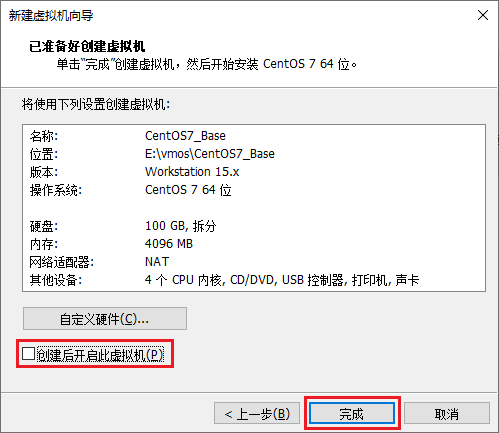 新建虚拟机向导
已准备好创建虚拟机
单击“完成”创建虚拟机，然后开始安装 CentOS 7 64 位。
将使用下列设置创建虚拟机:
名称: CentOS7_Base
位置: E:\vmos\CentOS7_Base
版本: Workstation 15.x
操作系统: CentOS 7 64 位
硬盘: 100 GB, 拆分
内存: 4096 MB
网络适配器: NAT
其他设备: 4 个 CPU 内核, CD/DVD, USB 控制器, 打印机, 声卡
自定义硬件(C)...
创建后开启此虚拟机(P)
< 上一步(B) 完成 取消